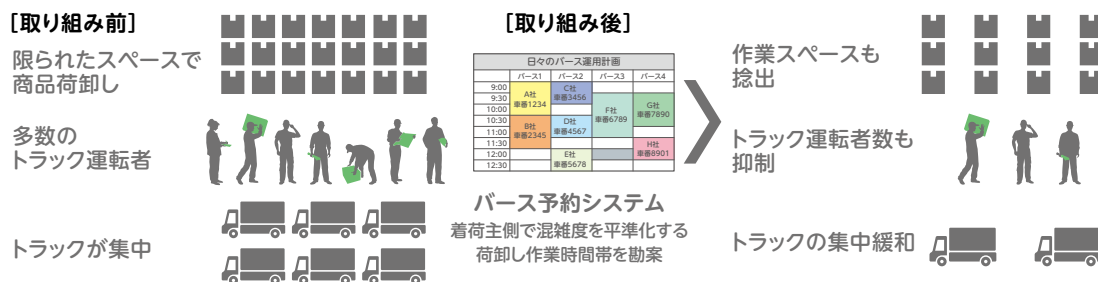 [取り組み前]
限られたスペースで
商品荷卸し
多数の
トラック運転者
トラックが集中
[取り組み後]
日々のバース運用計画
バース1 バース2 バース3 バース4
9:00
9:30
10:00
10:30
11:00
11:30
12:00
12:30
A社
車番1234
B社
車番2345
C社
車番3456
D社
車番4567
E社
車番5678
F社
車番6789
G社
車番7890
H社
車番8901
バース予約システム
着荷主側で混雑度を平準化する
荷卸し作業時間帯を勘案
作業スペースも
捻出
トラック運転者数も
抑制
トラックの集中緩和